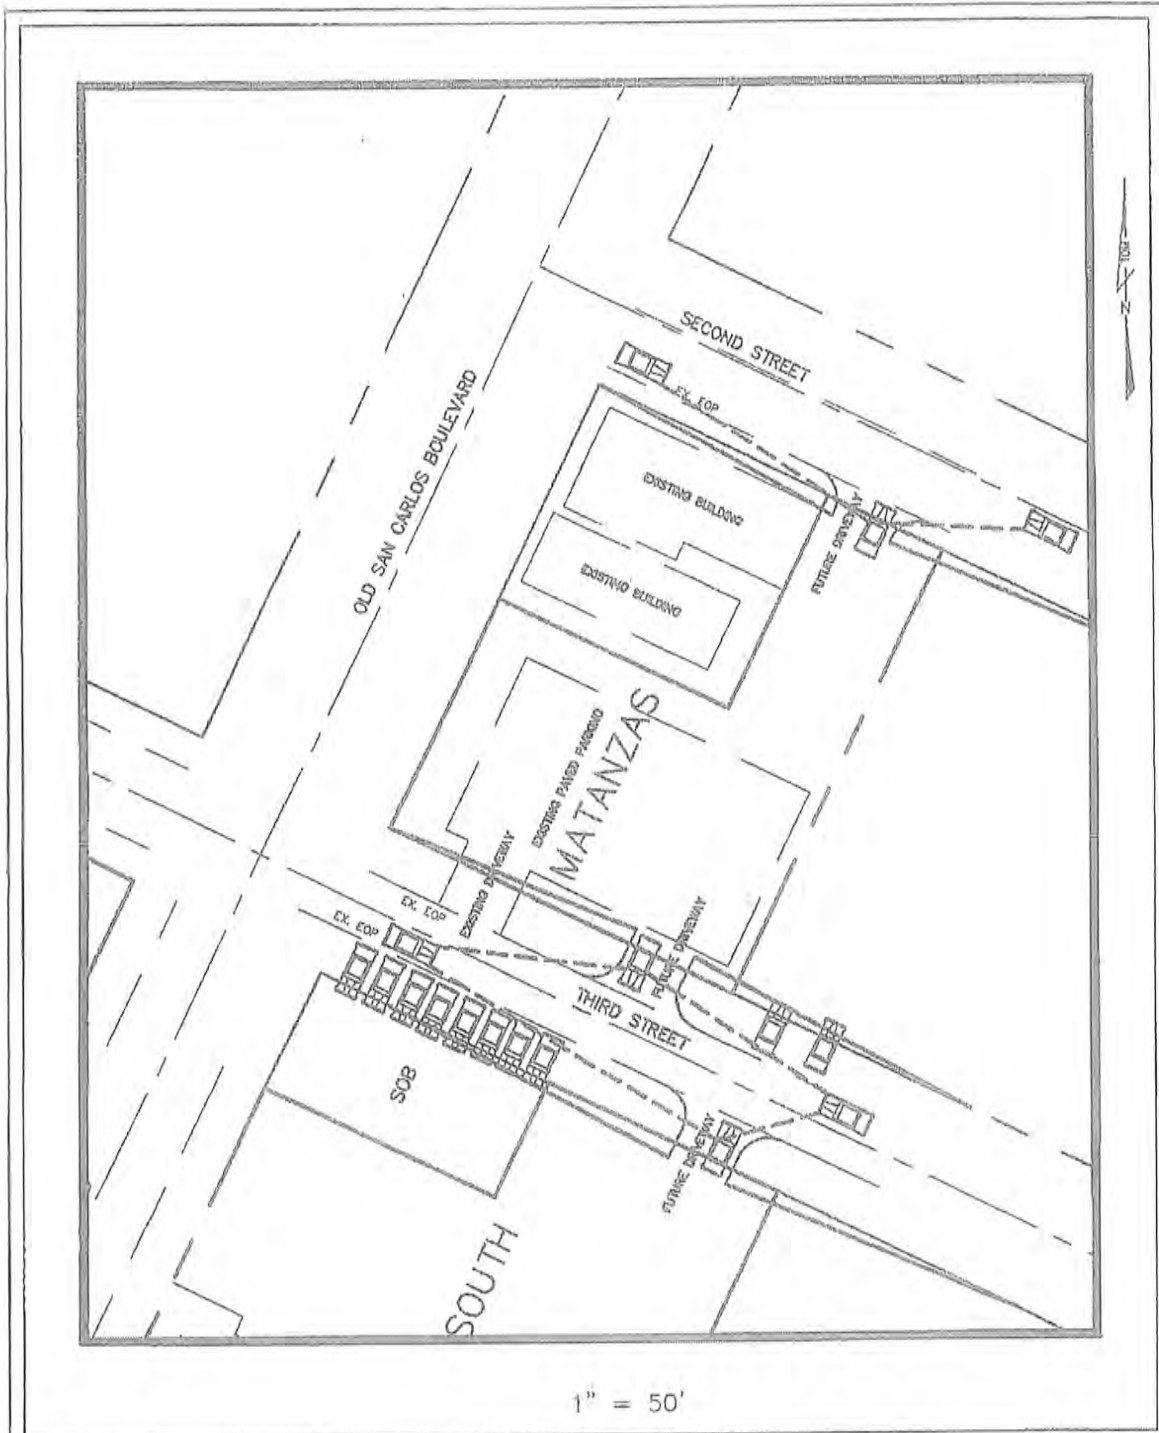 SECOND STREET
EX. EOP
OLD SAN CARLOS BOULEVARD
EXISTING BUILDING
FUTURE DRIVEWAY
EXISTING BUILDING
EXISTING PAVED PARKING
MATANZAS
EXISTING DRIVEWAY
EX. EOP
EX. EOP
FUTURE DRIVEWAY
THIRD STREET
SOB
FUTURE DRIVEWAY
SOUTH
N
1" = 50'